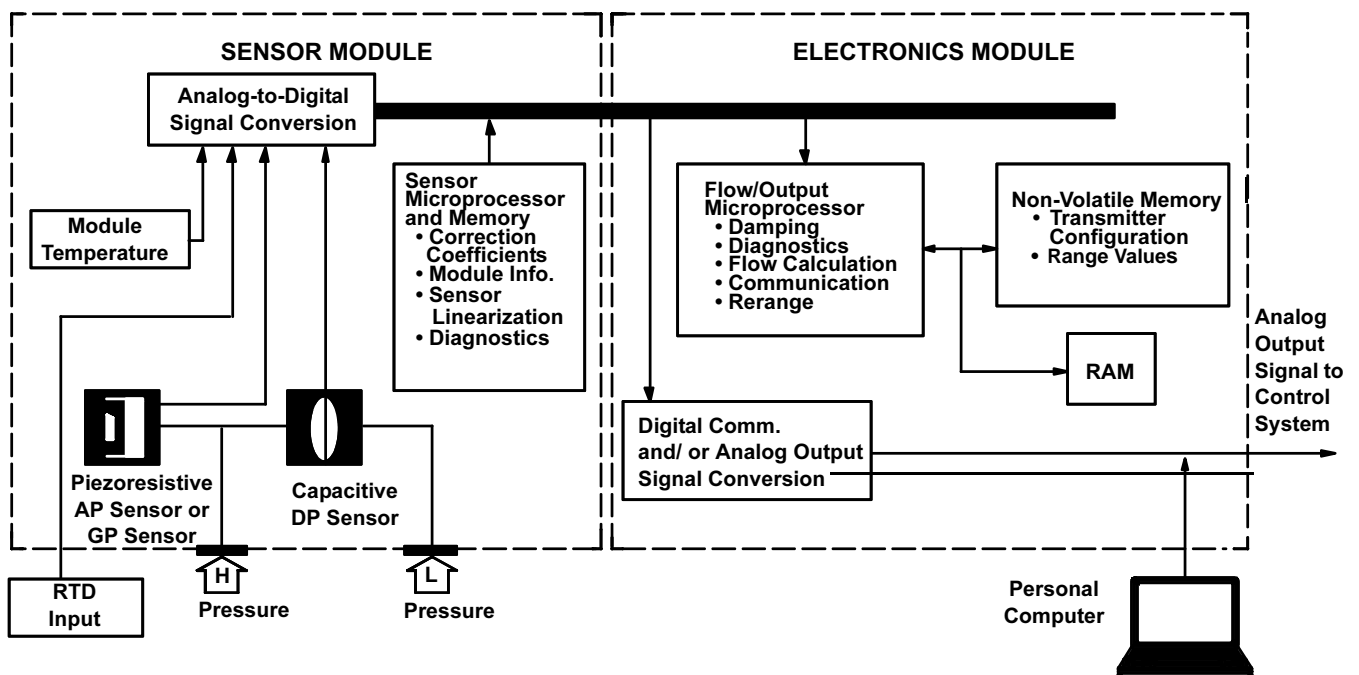 SENSOR MODULE
Analog-to-Digital
Signal Conversion
Module
Temperature
Sensor
Microprocessor
and Memory
• Correction
Coefficients
• Module Info.
• Sensor
Linearization
• Diagnostics
Piezoresistive
AP Sensor or
GP Sensor
Capacitive
DP Sensor
RTD
Input
H
Pressure
L
Pressure
ELECTRONICS MODULE
Flow/Output
Microprocessor
• Damping
• Diagnostics
• Flow Calculation
• Communication
• Rerange
Non-Volatile Memory
• Transmitter
Configuration
• Range Values
RAM
Digital Comm.
and/ or Analog Output
Signal Conversion
Analog
Output
Signal to
Control
System
Personal
Computer